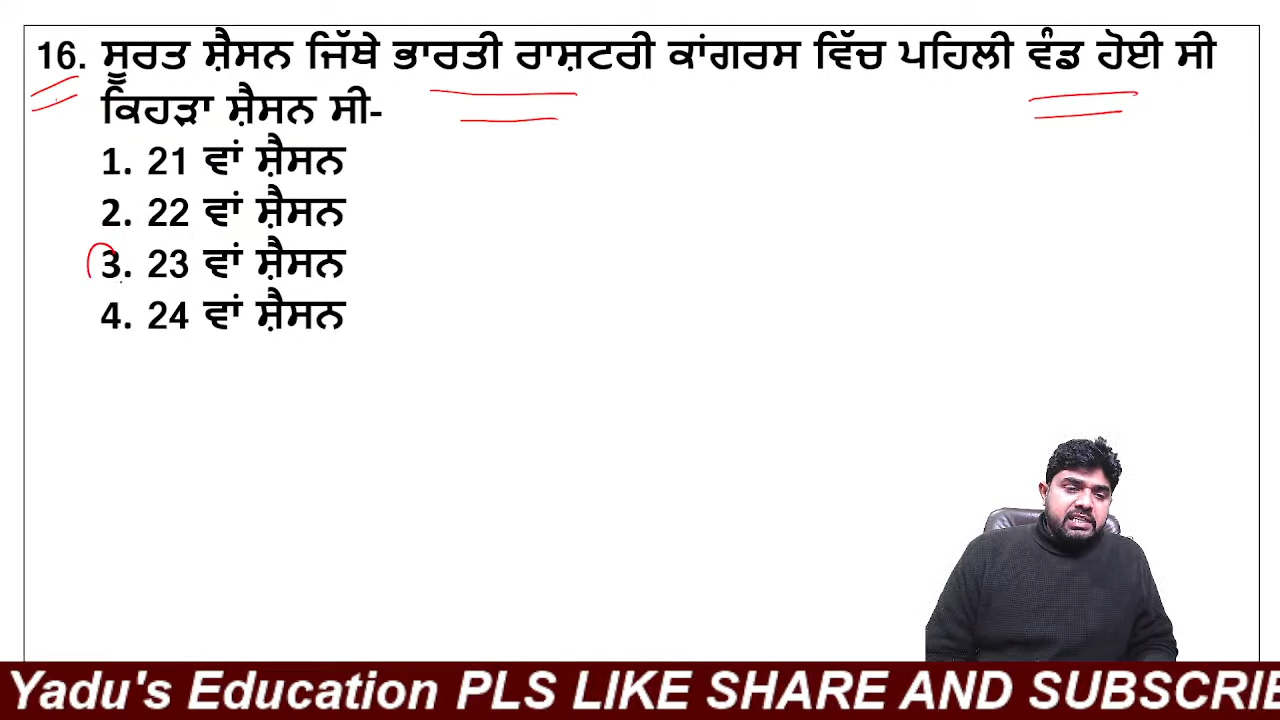 16. ਸੂਰਤ ਸ਼ੈਸਨ ਜਿੱਥੇ ਭਾਰਤੀ ਰਾਸ਼ਟਰੀ ਕਾਂਗਰਸ ਵਿੱਚ ਪਹਿਲੀ ਵੰਡ ਹੋਈ ਸੀ
ਕਿਹੜਾ ਸ਼ੈਸਨ ਸੀ-
1. 21 ਵਾਂ ਸ਼ੈਸਨ
2. 22 ਵਾਂ ਸ਼ੈਸਨ
3. 23 ਵਾਂ ਸ਼ੈਸਨ
4. 24 ਵਾਂ ਸ਼ੈਸਨ
Yadu's Education PLS LIKE SHARE AND SUBSCRIBE